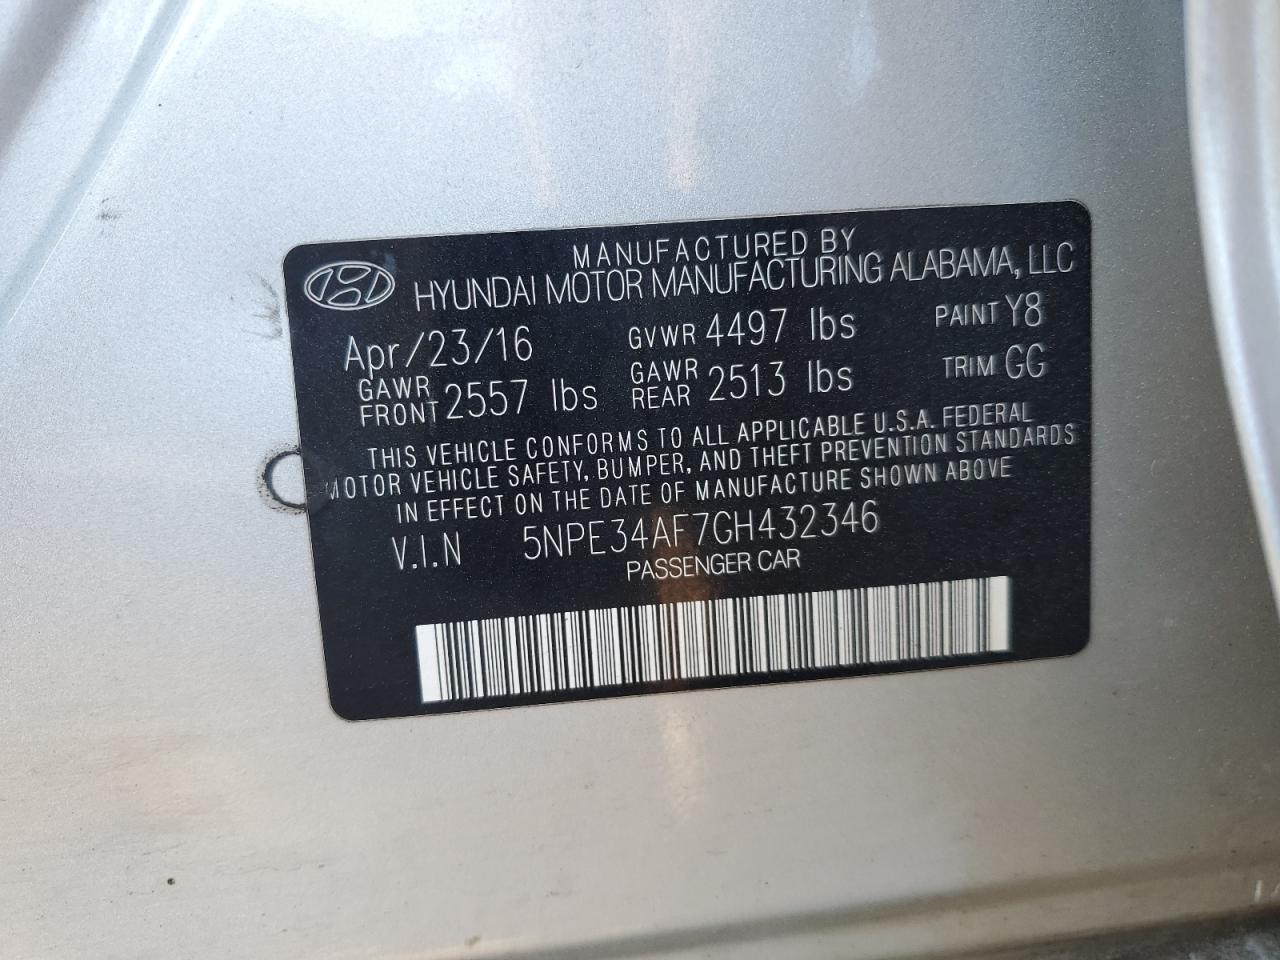 MANUFACTURED BY
HYUNDAI MOTOR MANUFACTURING ALABAMA, LLC
Apr/23/16 GVWR 4497 lbs PAINT Y8
GAWR FRONT 2557 lbs GAWR REAR 2513 lbs TRIM GG
THIS VEHICLE CONFORMS TO ALL APPLICABLE U.S.A. FEDERAL
MOTOR VEHICLE SAFETY, BUMPER, AND THEFT PREVENTION STANDARDS
IN EFFECT ON THE DATE OF MANUFACTURE SHOWN ABOVE
V.I.N 5NPE34AF7GH432346
PASSENGER CAR